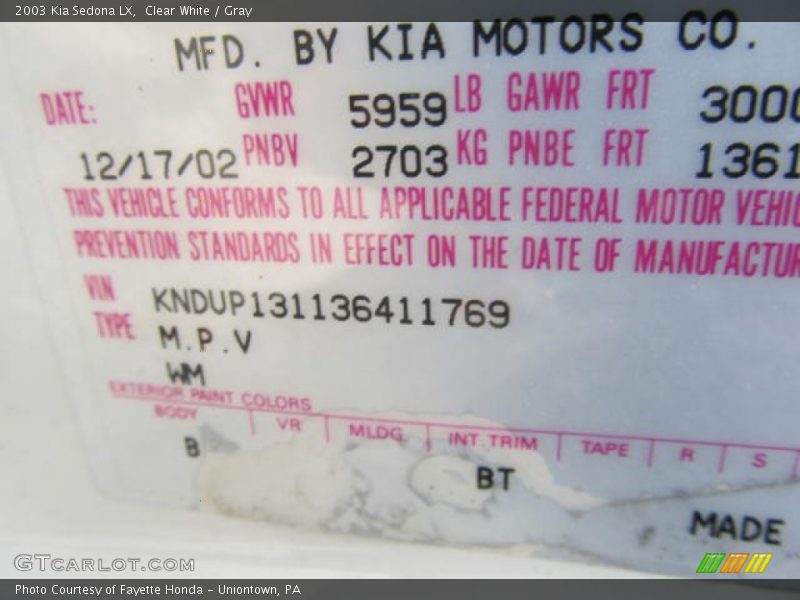 2003 Kia Sedona LX, Clear White / Gray
MFD. BY KIA MOTORS CO.
DATE: GVWR 5959 LB GAWR FRT 3000
12/17/02 PNBV 2703 KG PNBE FRT 1361
THIS VEHICLE CONFORMS TO ALL APPLICABLE FEDERAL MOTOR VEHIC
PREVENTION STANDARDS IN EFFECT ON THE DATE OF MANUFACTUR
VIN KNDUP131136411769
TYPE M.P.V
WM
EXTERIOR PAINT COLORS
BODY VR MLDG INT TRIM TAPE R S
B BT
MADE
GTCARLOT.COM
Photo Courtesy of Fayette Honda - Uniontown, PA